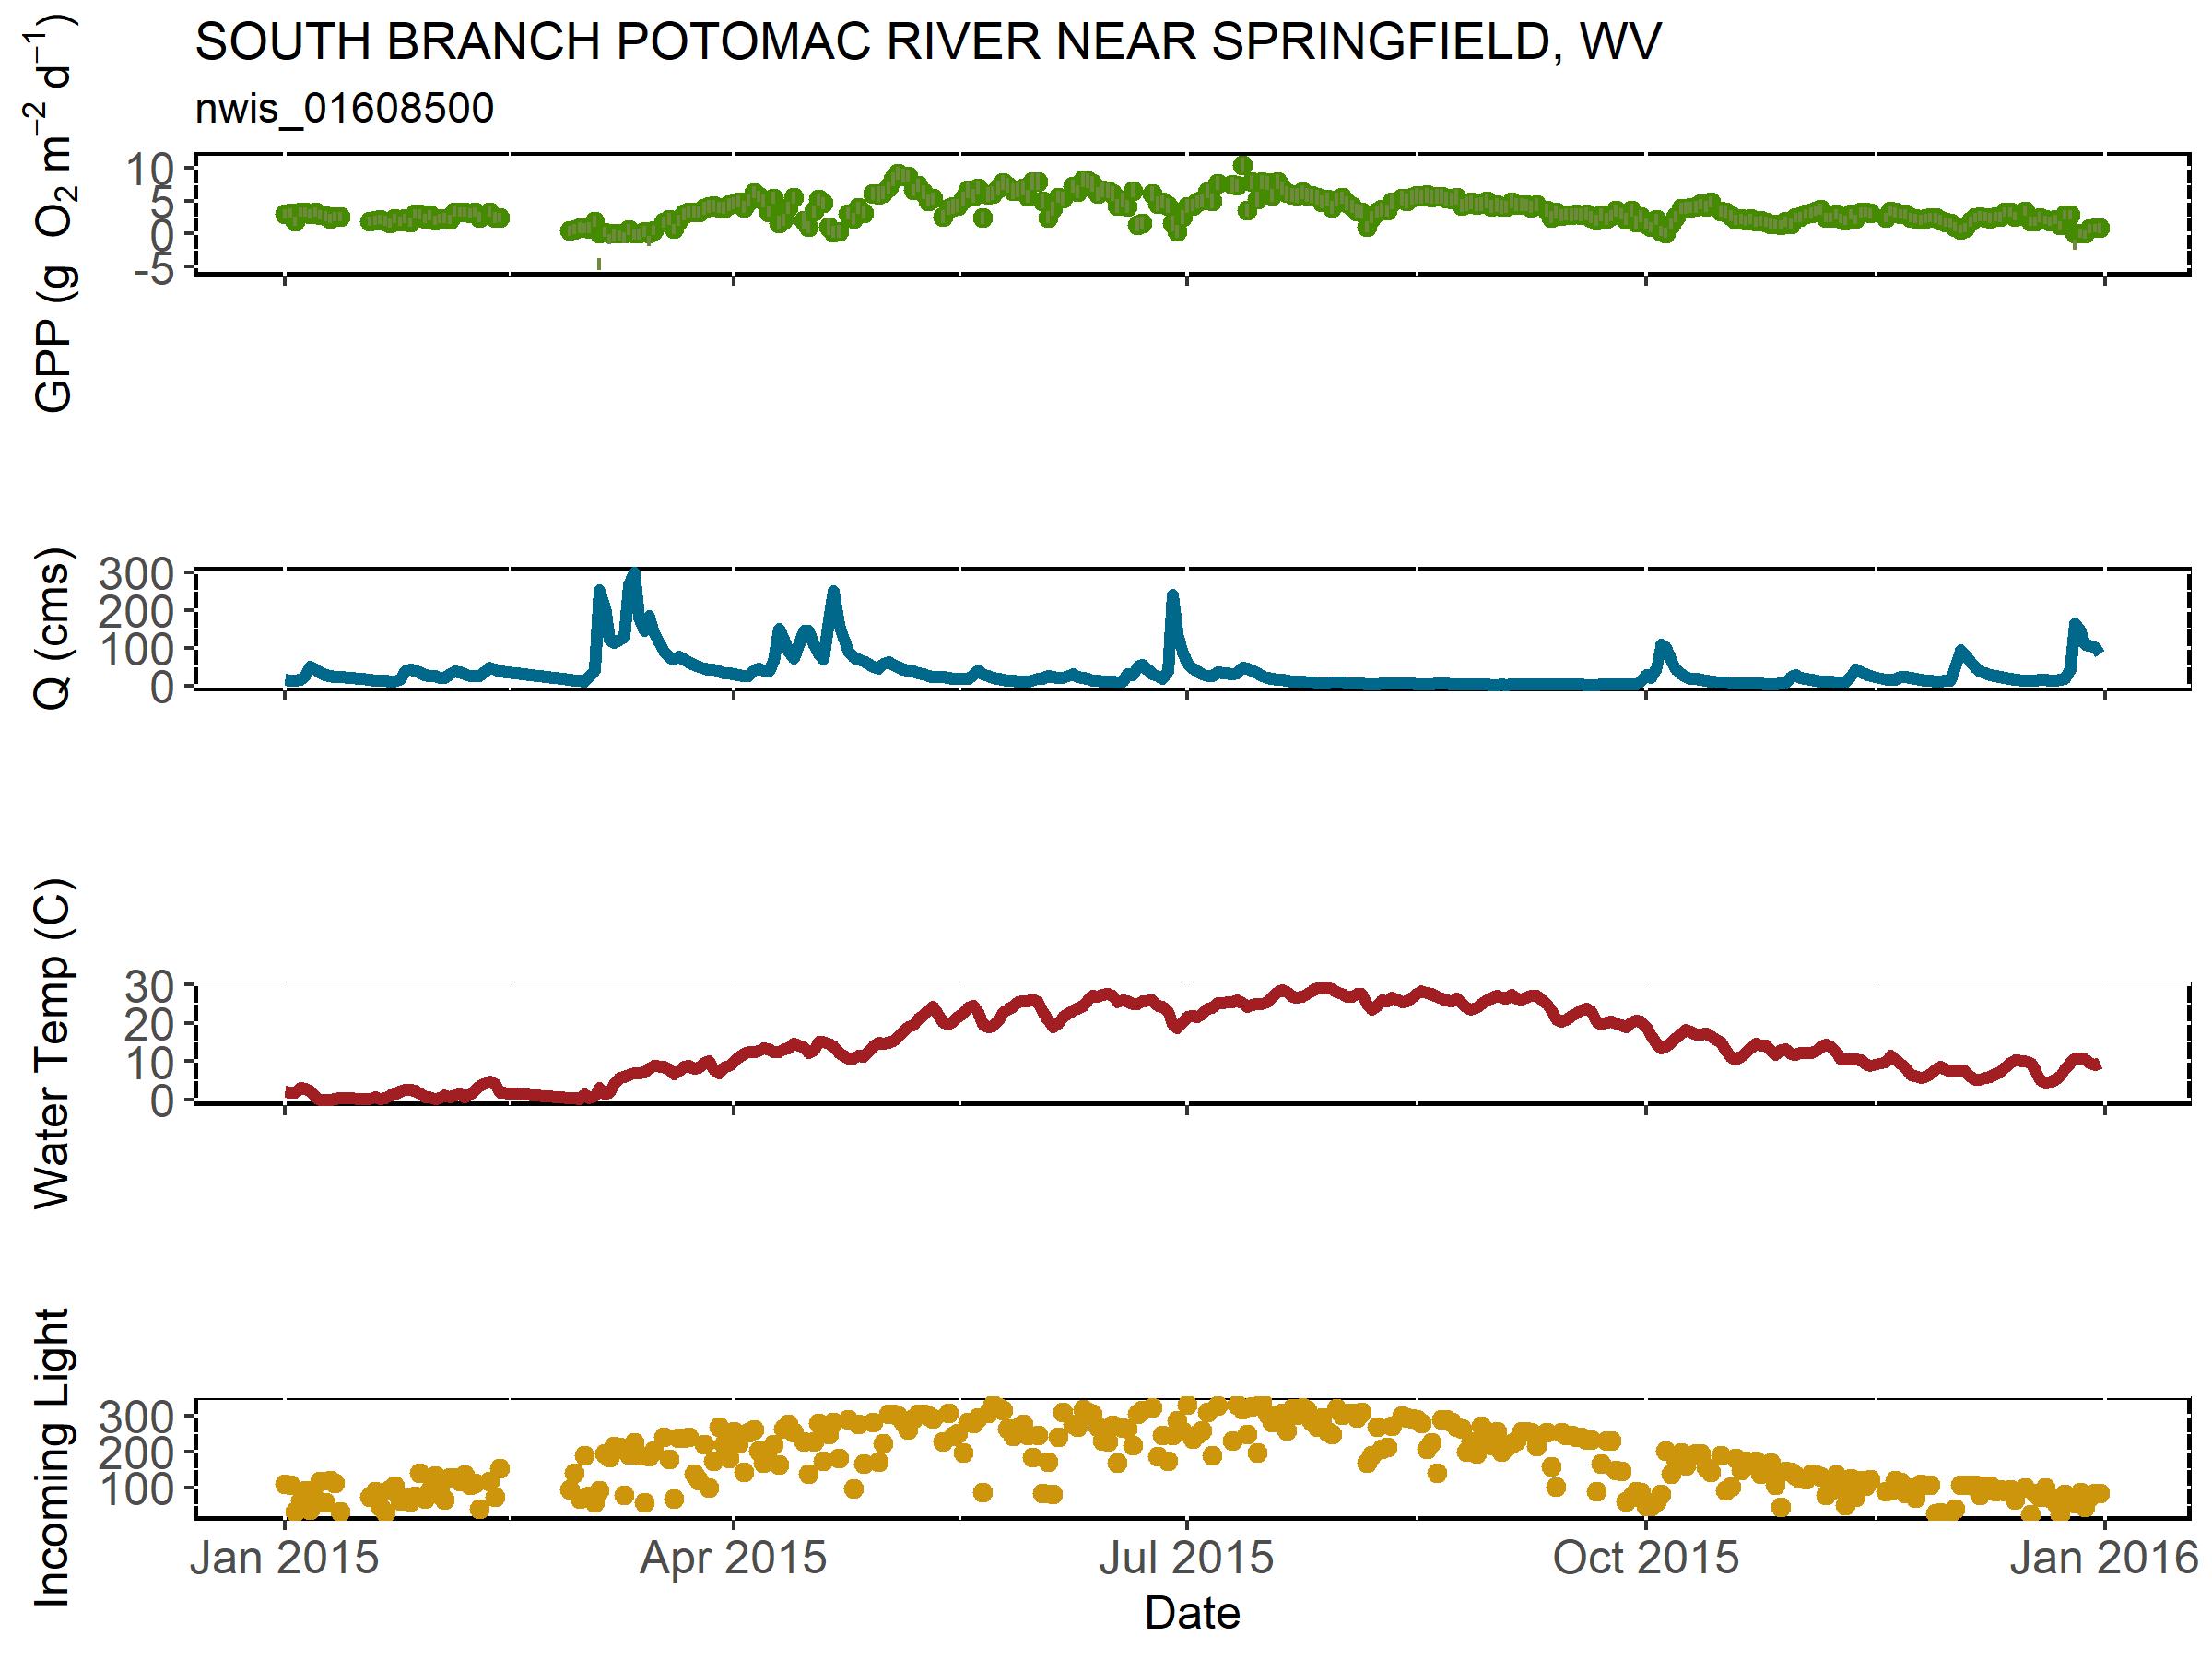 SOUTH BRANCH POTOMAC RIVER NEAR SPRINGFIELD, WV
nwis_01608500
GPP (g O₂ m⁻² d⁻¹)
10
5
0
-5
Q (cms)
300
200
100
0
Water Temp (C)
30
20
10
0
Incoming Light
300
200
100
Jan 2015 Apr 2015 Jul 2015 Oct 2015 Jan 2016
Date